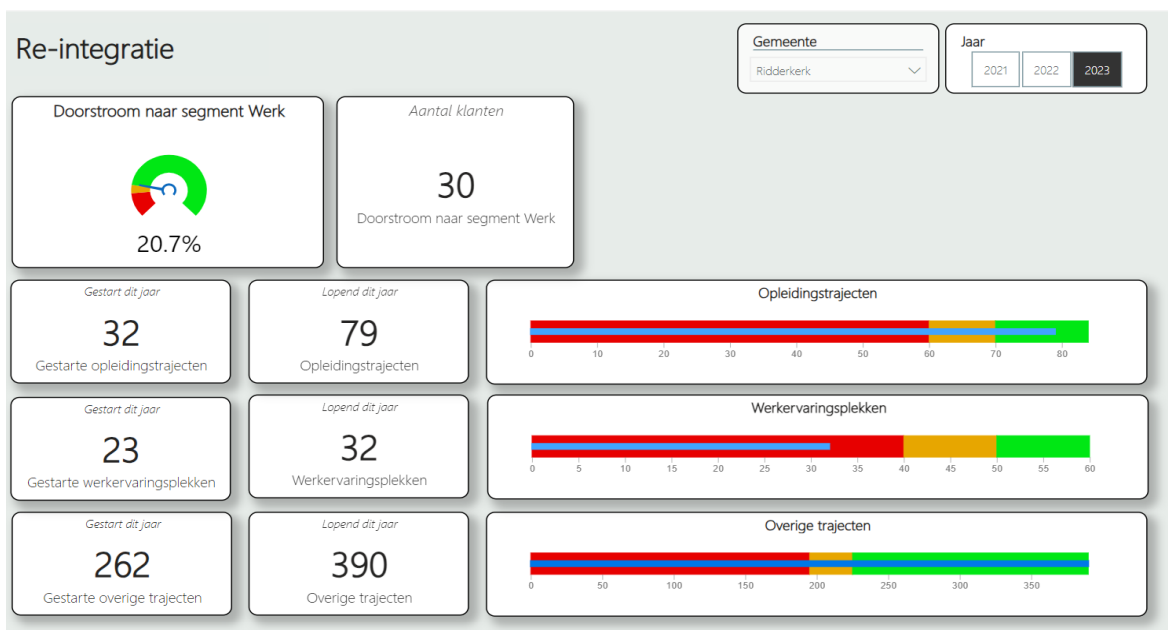 Re-integratie
Gemeente
Ridderkerk
Jaar
2021 2022 2023
Doorstroom naar segment Werk
20.7%
Aantal klanten
30
Doorstroom naar segment Werk
Gestart dit jaar
32
Gestarte opleidingstrajecten
Lopend dit jaar
79
Opleidingstrajecten
Opleidingstrajecten
0 10 20 30 40 50 60 70 80
Gestart dit jaar
23
Gestarte werkervaringsplekken
Lopend dit jaar
32
Werkervaringsplekken
Werkervaringsplekken
0 5 10 15 20 25 30 35 40 45 50 55 60
Gestart dit jaar
262
Gestarte overige trajecten
Lopend dit jaar
390
Overige trajecten
Overige trajecten
0 50 100 150 200 250 300 350